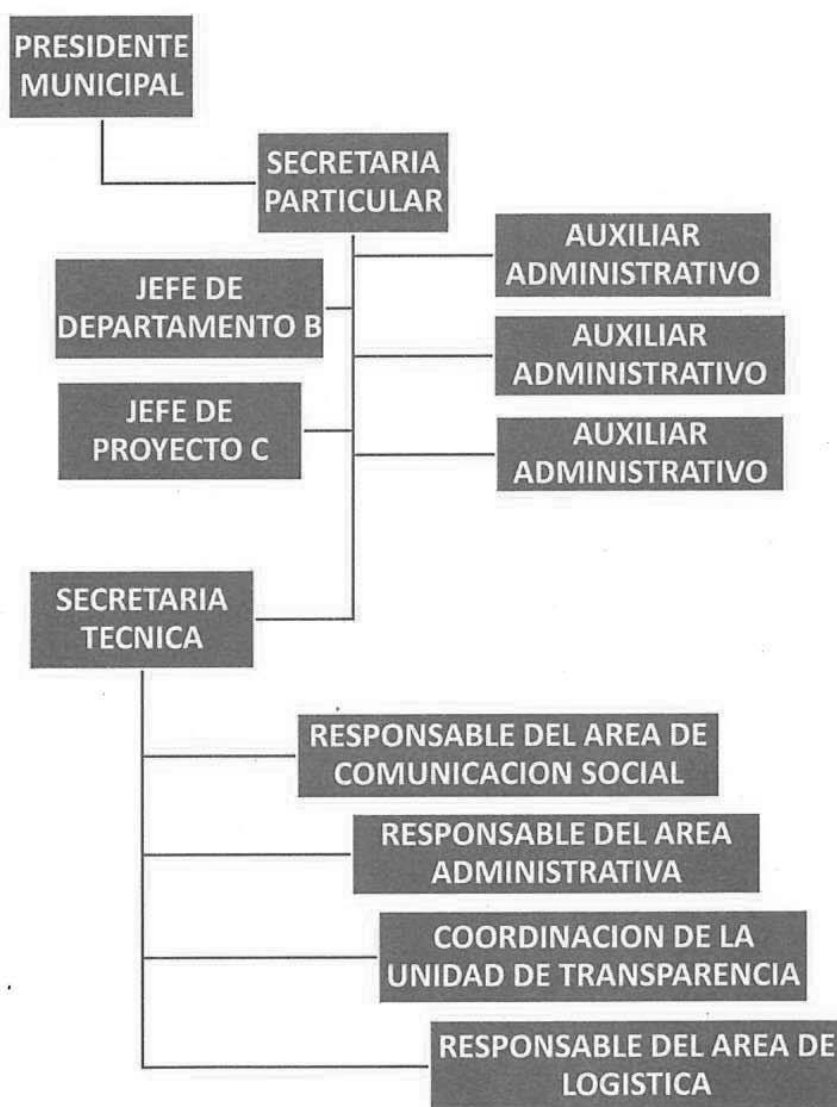 PRESIDENTE
MUNICIPAL
SECRETARIA
PARTICULAR
AUXILIAR
ADMINISTRATIVO
JEFE DE
DEPARTAMENTO B
AUXILIAR
ADMINISTRATIVO
JEFE DE
PROYECTO C
AUXILIAR
ADMINISTRATIVO
SECRETARIA
TECNICA
RESPONSABLE DEL AREA DE
COMUNICACION SOCIAL
RESPONSABLE DEL AREA
ADMINISTRATIVA
COORDINACION DE LA
UNIDAD DE TRANSPARENCIA
RESPONSABLE DEL AREA DE
LOGISTICA